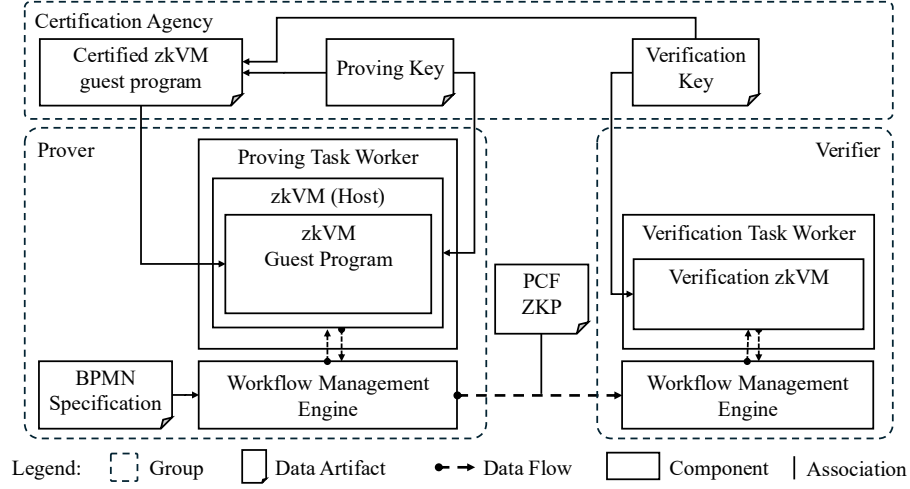 Certification Agency
Certified zkVM
guest program
Proving Key
Verification
Key
Prover
Verifier
Proving Task Worker
zkVM (Host)
zkVM
Guest Program
Verification Task Worker
Verification zkVM
PCF
ZKP
BPMN
Specification
Workflow Management
Engine
Workflow Management
Engine
Legend:
Group
Data Artifact
Data Flow
Component
Association